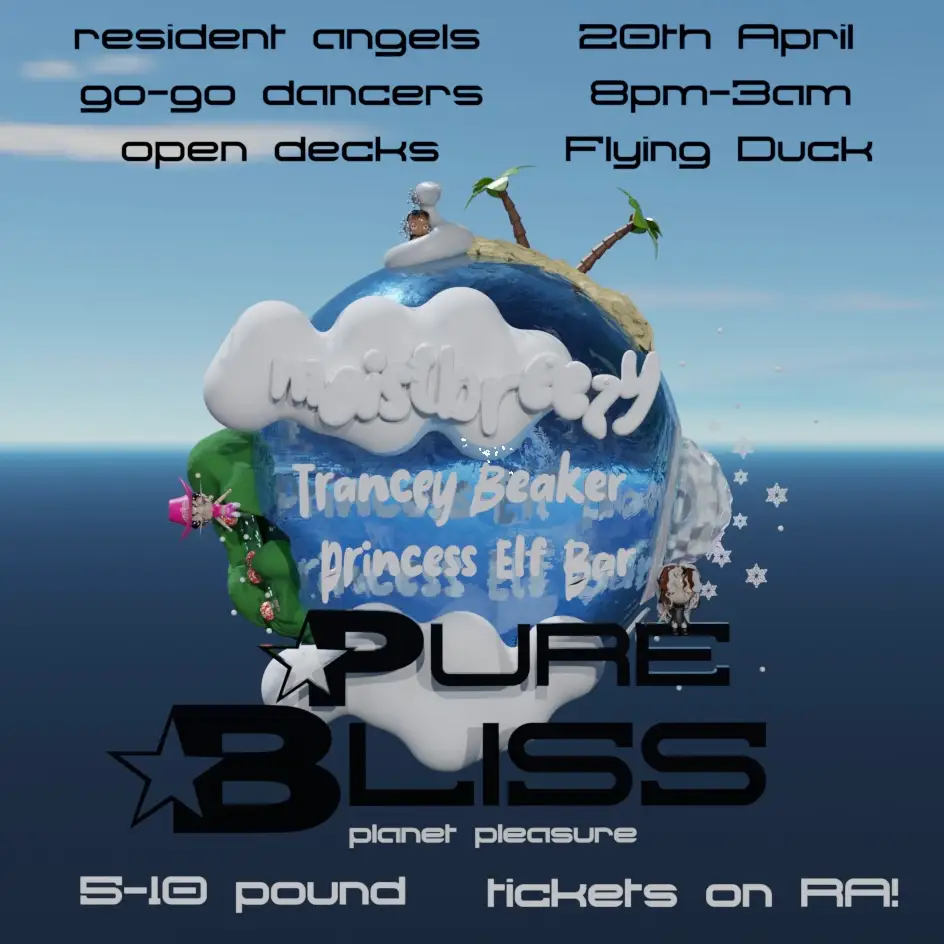 resident angels
go-go dancers
open decks
20th April
8pm-3am
Flying Duck
moistbreezy
Trancey Beaker
Princess Elf Bar
PURE
BLISS
planet pleasure
5-10 pound
tickets on RA!